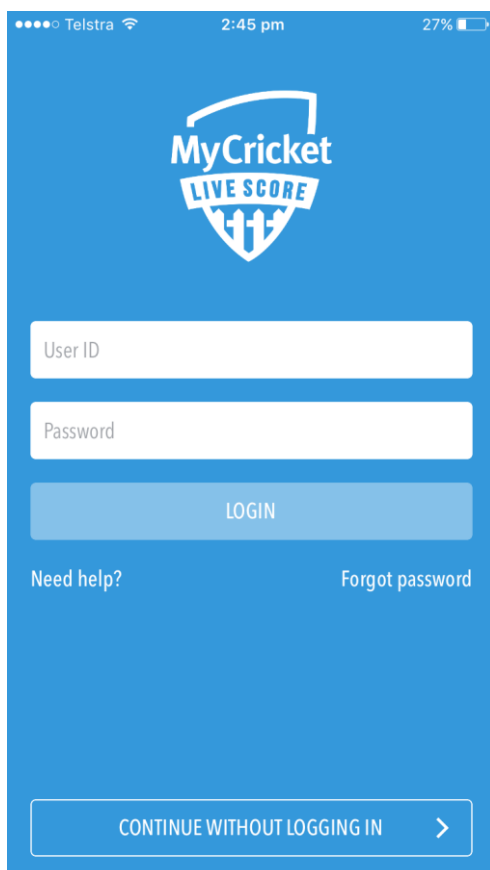 Telstra 2:45 pm 27%
MyCricket
LIVE SCORE
User ID
Password
LOGIN
Need help? Forgot password
CONTINUE WITHOUT LOGGING IN